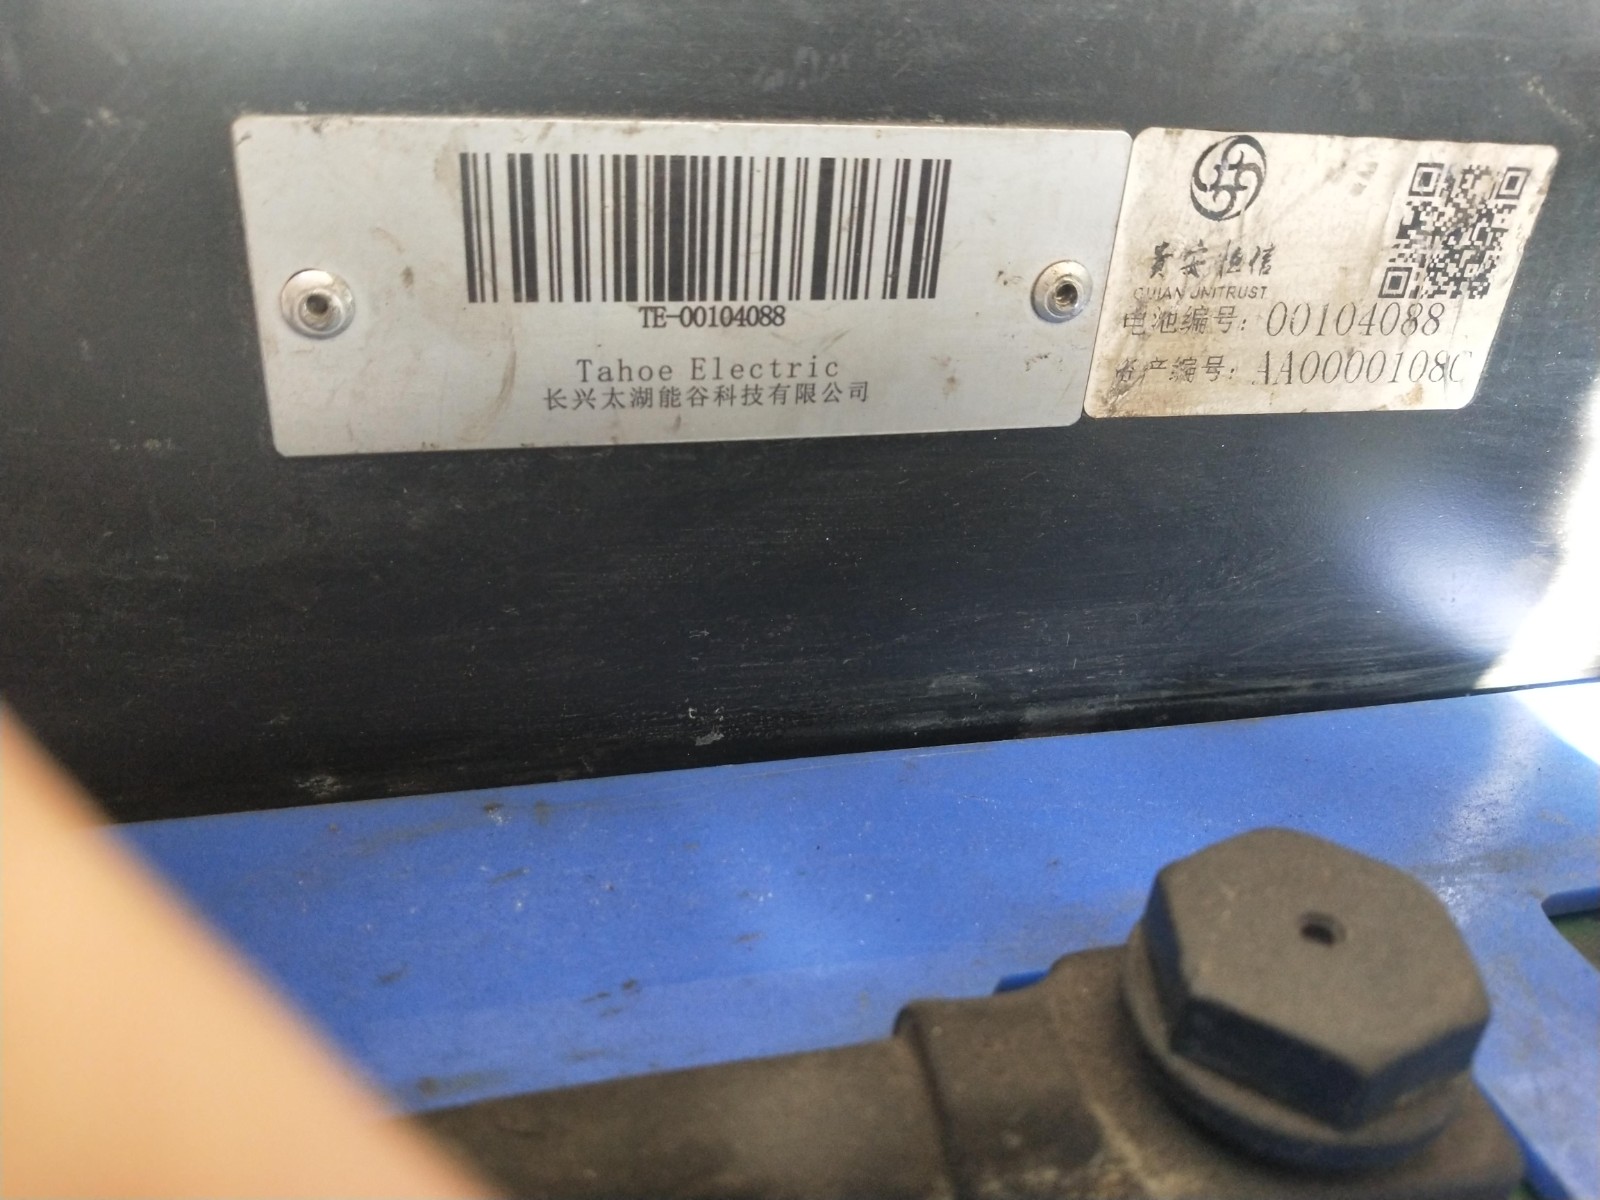 TE-00104088
Tahoe Electric
长兴太湖能谷科技有限公司
贵安恒信
GUIAN UNITRUST
电池编号：00104088
资产编号：AA0000108C